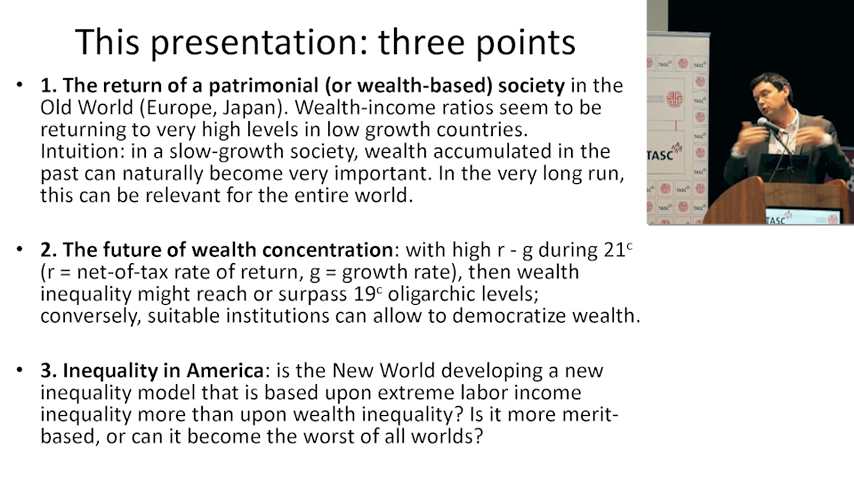 This presentation: three points
• 1. The return of a patrimonial (or wealth-based) society in the
Old World (Europe, Japan). Wealth-income ratios seem to be
returning to very high levels in low growth countries.
Intuition: in a slow-growth society, wealth accumulated in the
past can naturally become very important. In the very long run,
this can be relevant for the entire world.
• 2. The future of wealth concentration: with high r - g during 21ᶜ
(r = net-of-tax rate of return, g = growth rate), then wealth
inequality might reach or surpass 19ᶜ oligarchic levels;
conversely, suitable institutions can allow to democratize wealth.
• 3. Inequality in America: is the New World developing a new
inequality model that is based upon extreme labor income
inequality more than upon wealth inequality? Is it more merit-
based, or can it become the worst of all worlds?
TASC
TASC
TASC
TASC
TASC